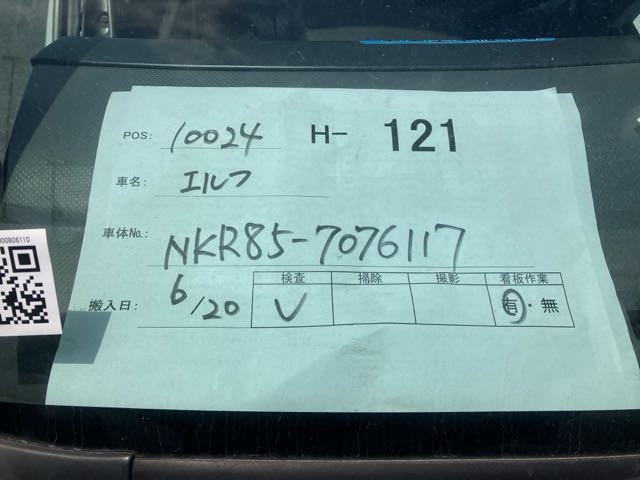 POS: 10024 H- 121
車名: エルフ
車体No.: NKR85-7076117
搬入日: 6/20
検査 掃除 撮影 看板作業
V 有・無
000806110